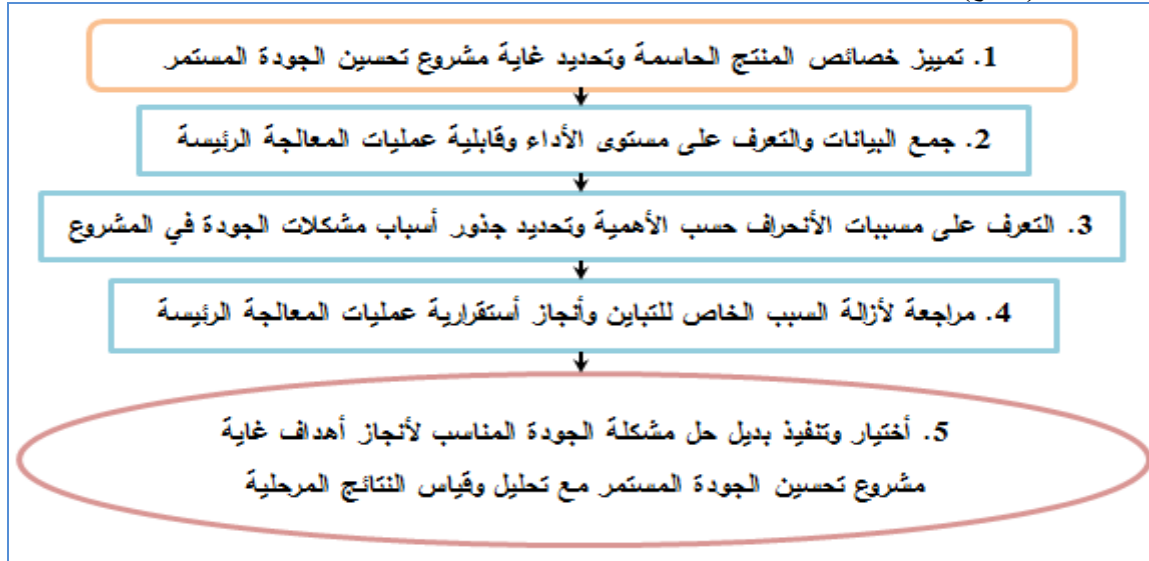 1. تمييز خصائص المنتج الحاسمة وتحديد غاية مشروع تحسين الجودة المستمر
2. جمع البيانات والتعرف على مستوى الأداء وقابلية عمليات المعالجة الرئيسة
3. التعرف على مسببات الأنحراف حسب الأهمية وتحديد جذور أسباب مشكلات الجودة في المشروع
4. مراجعة لأزالة السبب الخاص للتباين وأنجاز أستقرارية عمليات المعالجة الرئيسة
5. أختيار وتنفيذ بديل حل مشكلة الجودة المناسب لأنجاز أهداف غاية
مشروع تحسين الجودة المستمر مع تحليل وقياس النتائج المرحلية